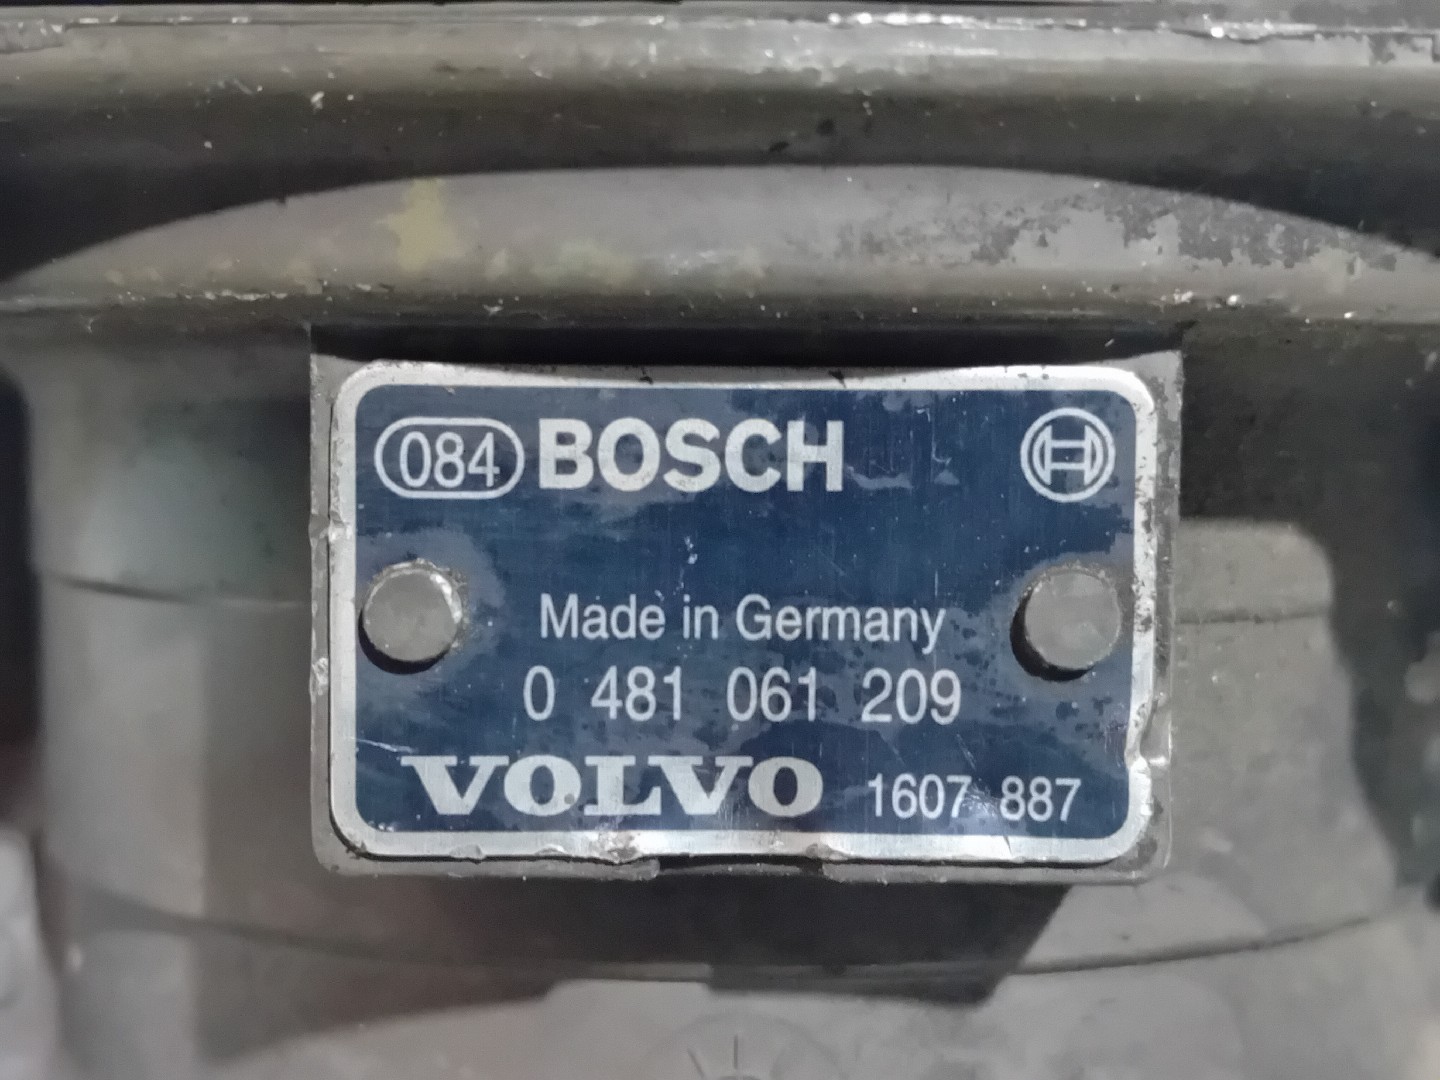 084 BOSCH
Made in Germany
0 481 061 209
VOLVO 1607 887